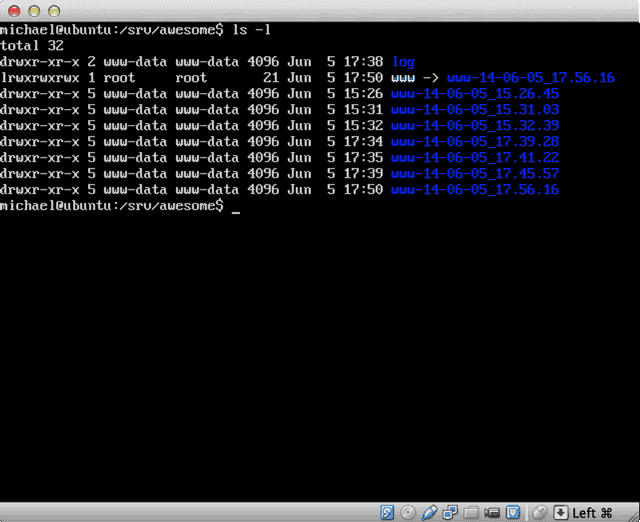 michael@ubuntu:/srv/awesome$ ls -l
total 32
drwxr-xr-x 2 www-data www-data 4096 Jun  5 17:38 log
lrwxrwxrwx 1 root     root       21 Jun  5 17:50 www -> www-14-06-05_17.56.16
drwxr-xr-x 5 www-data www-data 4096 Jun  5 15:26 www-14-06-05_15.26.45
drwxr-xr-x 5 www-data www-data 4096 Jun  5 15:31 www-14-06-05_15.31.03
drwxr-xr-x 5 www-data www-data 4096 Jun  5 15:32 www-14-06-05_15.32.39
drwxr-xr-x 5 www-data www-data 4096 Jun  5 17:34 www-14-06-05_17.39.28
drwxr-xr-x 5 www-data www-data 4096 Jun  5 17:35 www-14-06-05_17.41.22
drwxr-xr-x 5 www-data www-data 4096 Jun  5 17:39 www-14-06-05_17.45.57
drwxr-xr-x 5 www-data www-data 4096 Jun  5 17:50 www-14-06-05_17.56.16
michael@ubuntu:/srv/awesome$ _
Left ⌘